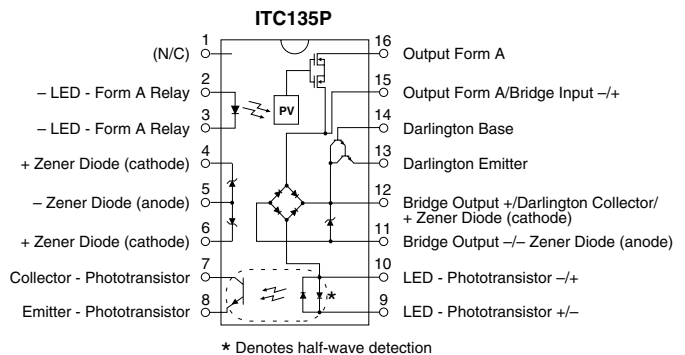 ITC135P
1
(N/C)
2
– LED - Form A Relay
3
– LED - Form A Relay
4
+ Zener Diode (cathode)
5
– Zener Diode (anode)
6
+ Zener Diode (cathode)
7
Collector - Phototransistor
8
Emitter - Phototransistor
PV
*
16
Output Form A
15
Output Form A/Bridge Input –/+
14
Darlington Base
13
Darlington Emitter
12
Bridge Output +/Darlington Collector/
+ Zener Diode (cathode)
11
Bridge Output –/– Zener Diode (anode)
10
LED - Phototransistor –/+
9
LED - Phototransistor +/–
* Denotes half-wave detection